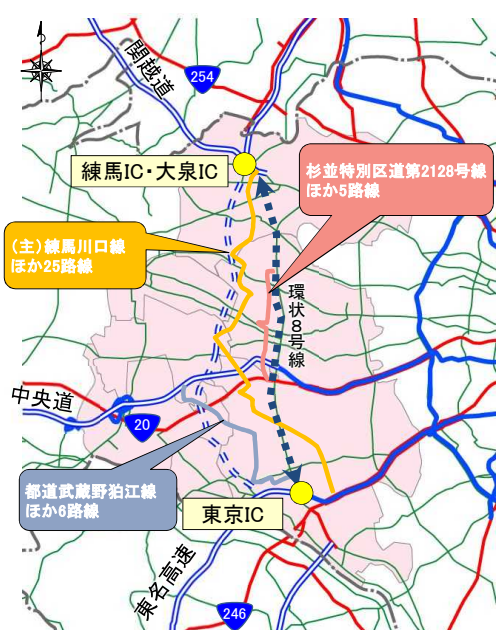 関越道
254
練馬IC・大泉IC
杉並特別区道第2128号線
ほか5路線
(主)練馬川口線
ほか25路線
環状8号線
中央道
20
都道武蔵野狛江線
ほか6路線
東京IC
東名高速
246